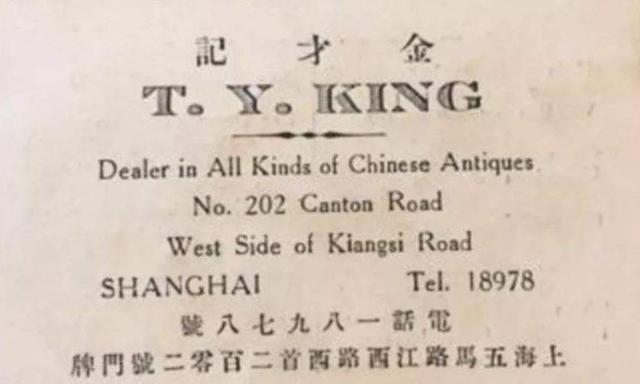 金才記
T. Y. KING
Dealer in All Kinds of Chinese Antiques
No. 202 Canton Road
West Side of Kiangsi Road
SHANGHAI Tel. 18978
電話一八九七八號
上海五馬路江西路西首二百零二號門牌